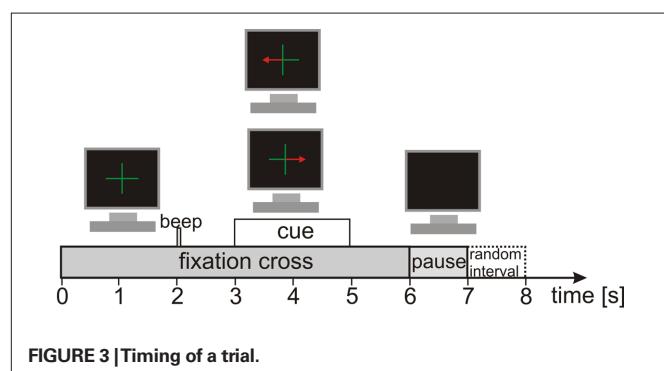 beep
cue
fixation cross
pause
random
interval
0 1 2 3 4 5 6 7 8 time [s]
FIGURE 3 | Timing of a trial.